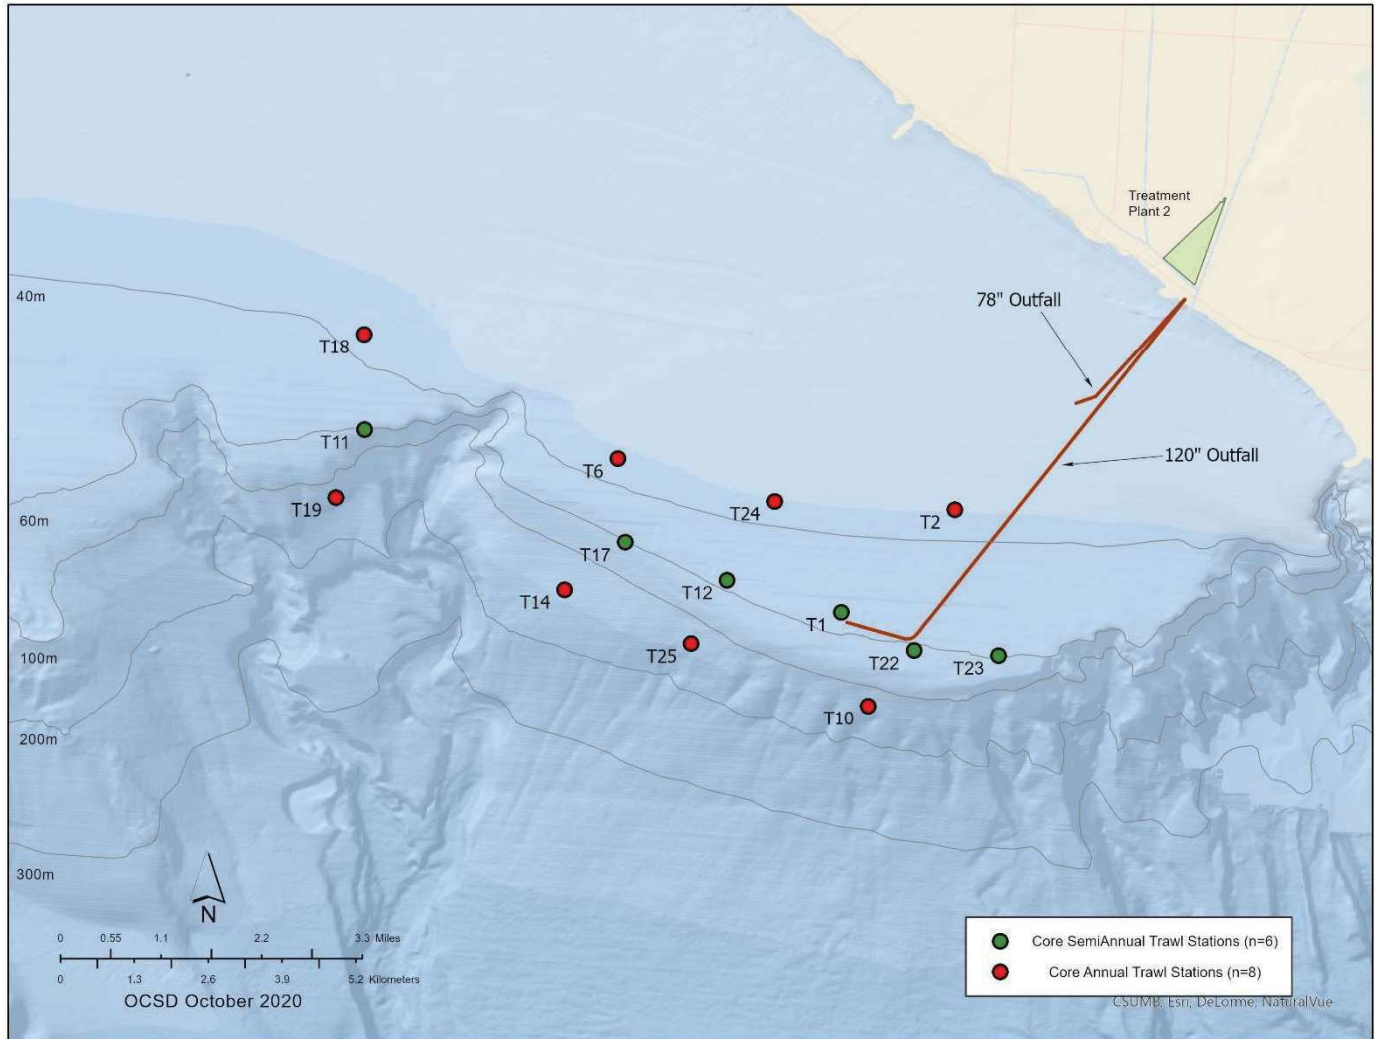 Treatment
Plant 2
78" Outfall
40m
T18
T11
120" Outfall
T6
T19
T24
T2
60m
T17
T12
T14
T1
T25
T22
T23
100m
T10
200m
300m
N
0 0.55 1.1 2.2 3.3 Miles
0 1.3 2.6 3.9 5.2 Kilometers
OCSD October 2020
Core SemiAnnual Trawl Stations (n=6)
Core Annual Trawl Stations (n=8)
CSUMB, Esri, DeLorme, NaturalVue